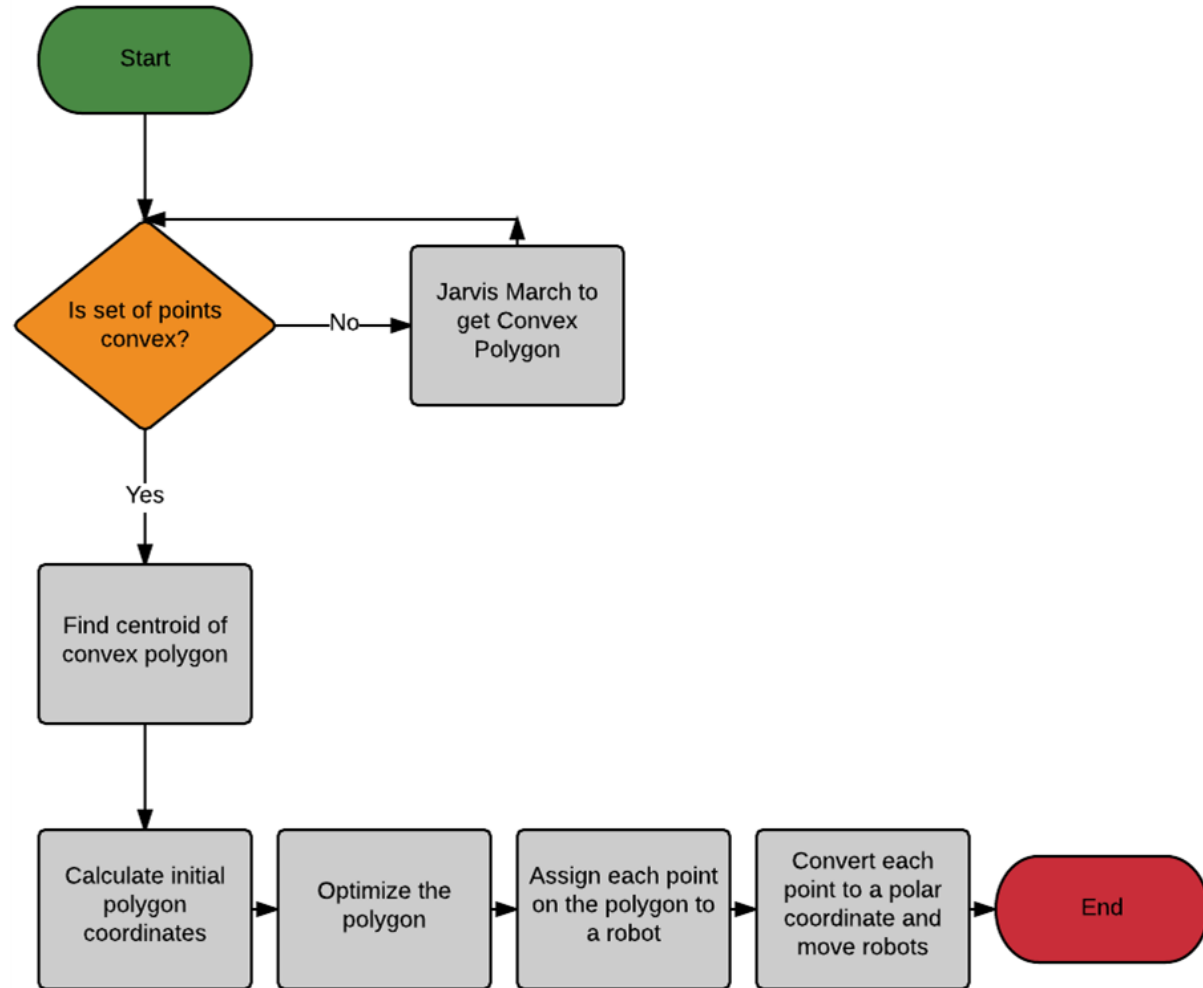 Start
Is set of points
convex?
No
Jarvis March to
get Convex
Polygon
Yes
Find centroid of
convex polygon
Calculate initial
polygon
coordinates
Optimize the
polygon
Assign each point
on the polygon to
a robot
Convert each
point to a polar
coordinate and
move robots
End